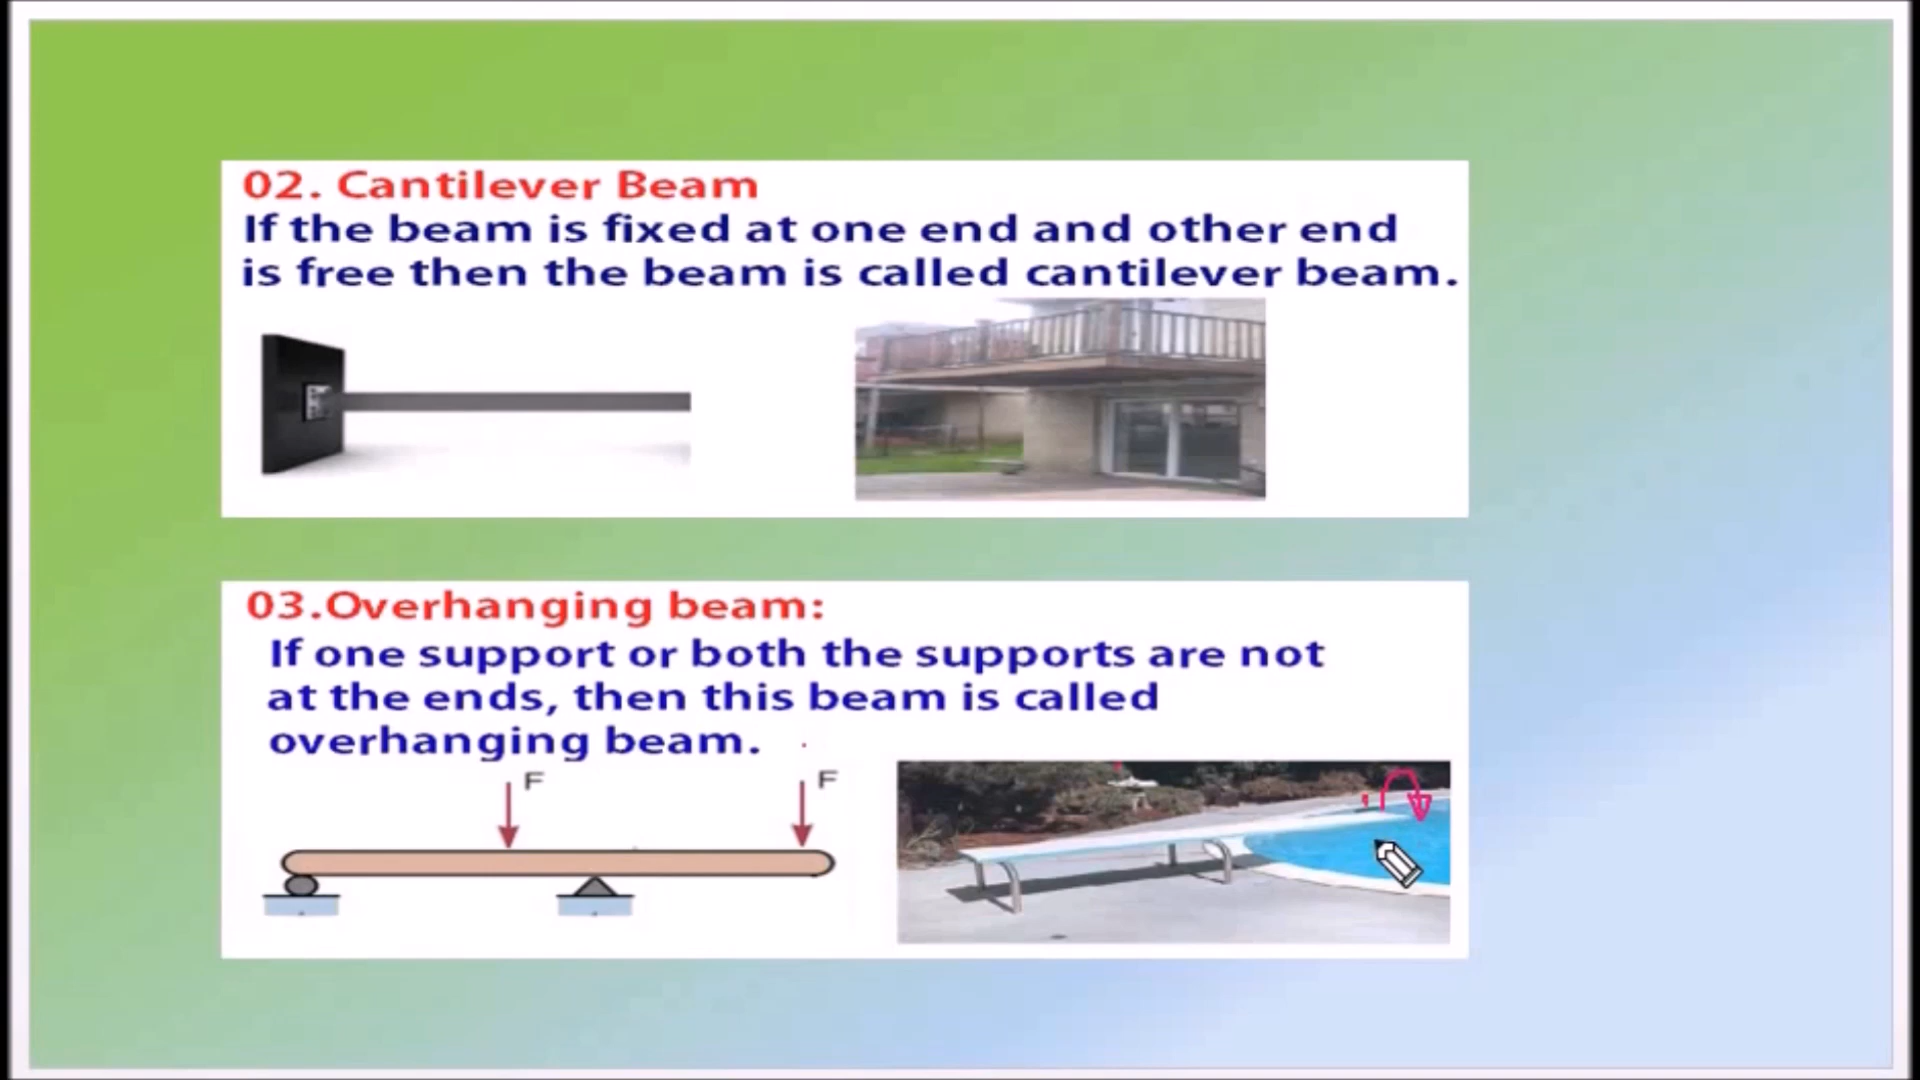 02. Cantilever Beam
If the beam is fixed at one end and other end
is free then the beam is called cantilever beam.
03.Overhanging beam:
If one support or both the supports are not
at the ends, then this beam is called
overhanging beam.
F
F